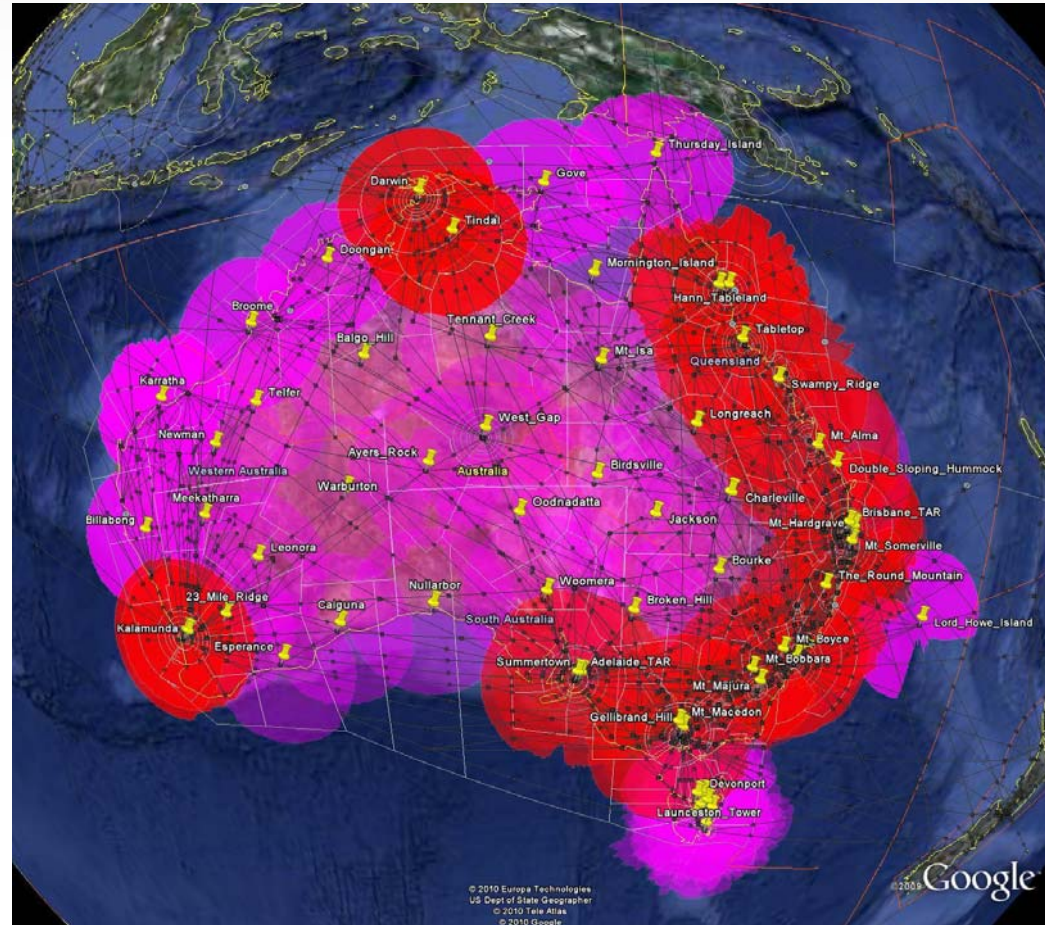 Thursday_Island
Darwin
Gove
Tindal
Doongan
Mornington_Island
Hann_Tableland
Broome
Tennant_Creek
Tabletop
Balgo_Hill
Mt_Isa
Queensland
Swampy_Ridge
Karratha
Telfer
Longreach
West_Gap
Newman
Mt_Alma
Ayers_Rock
Double_Sloping_Hummock
Western Australia
Australia
Birdsville
Warburton
Charleville
Meekatharra
Oodnadatta
Brisbane_TAR
Billabong
Jackson
Mt_Hardgrave
Mt_Somerville
Leonora
Bourke
The_Round_Mountain
Woomera
23_Mile_Ridge
Nullarbor
Broken_Hill
Caiguna
South Australia
Lord_Howe_Island
Kalamunda
Esperance
Mt_Boyce
Summertown
Adelaide_TAR
Mt_Bobbara
Mt_Majura
Mt_Macedon
Gellibrand_Hill
Devonport
Launceston_Tower
© 2010 Europa Technologies
US Dept of State Geographer
© 2010 Tele Atlas
© 2010 Google
©2009 Google